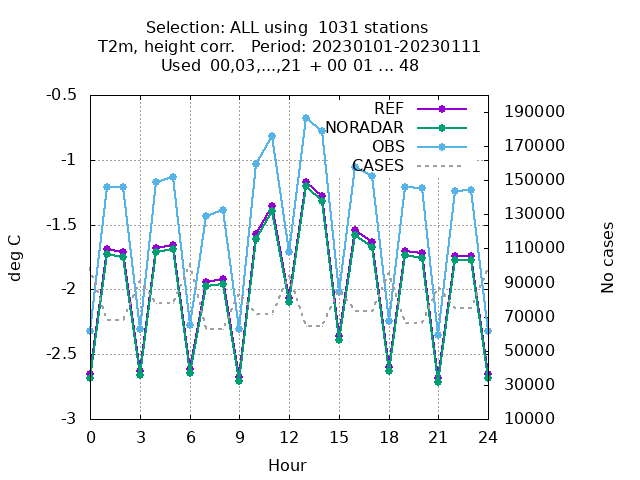 Selection: ALL using  1031 stations
T2m, height corr.   Period: 20230101-20230111
Used  00,03,...,21  + 00 01 ... 48
-0.5
-1
-1.5
-2
-2.5
-3
deg C
REF
NORADAR
OBS
CASES
190000
170000
150000
130000
110000
90000
70000
50000
30000
10000
No cases
0 3 6 9 12 15 18 21 24
Hour